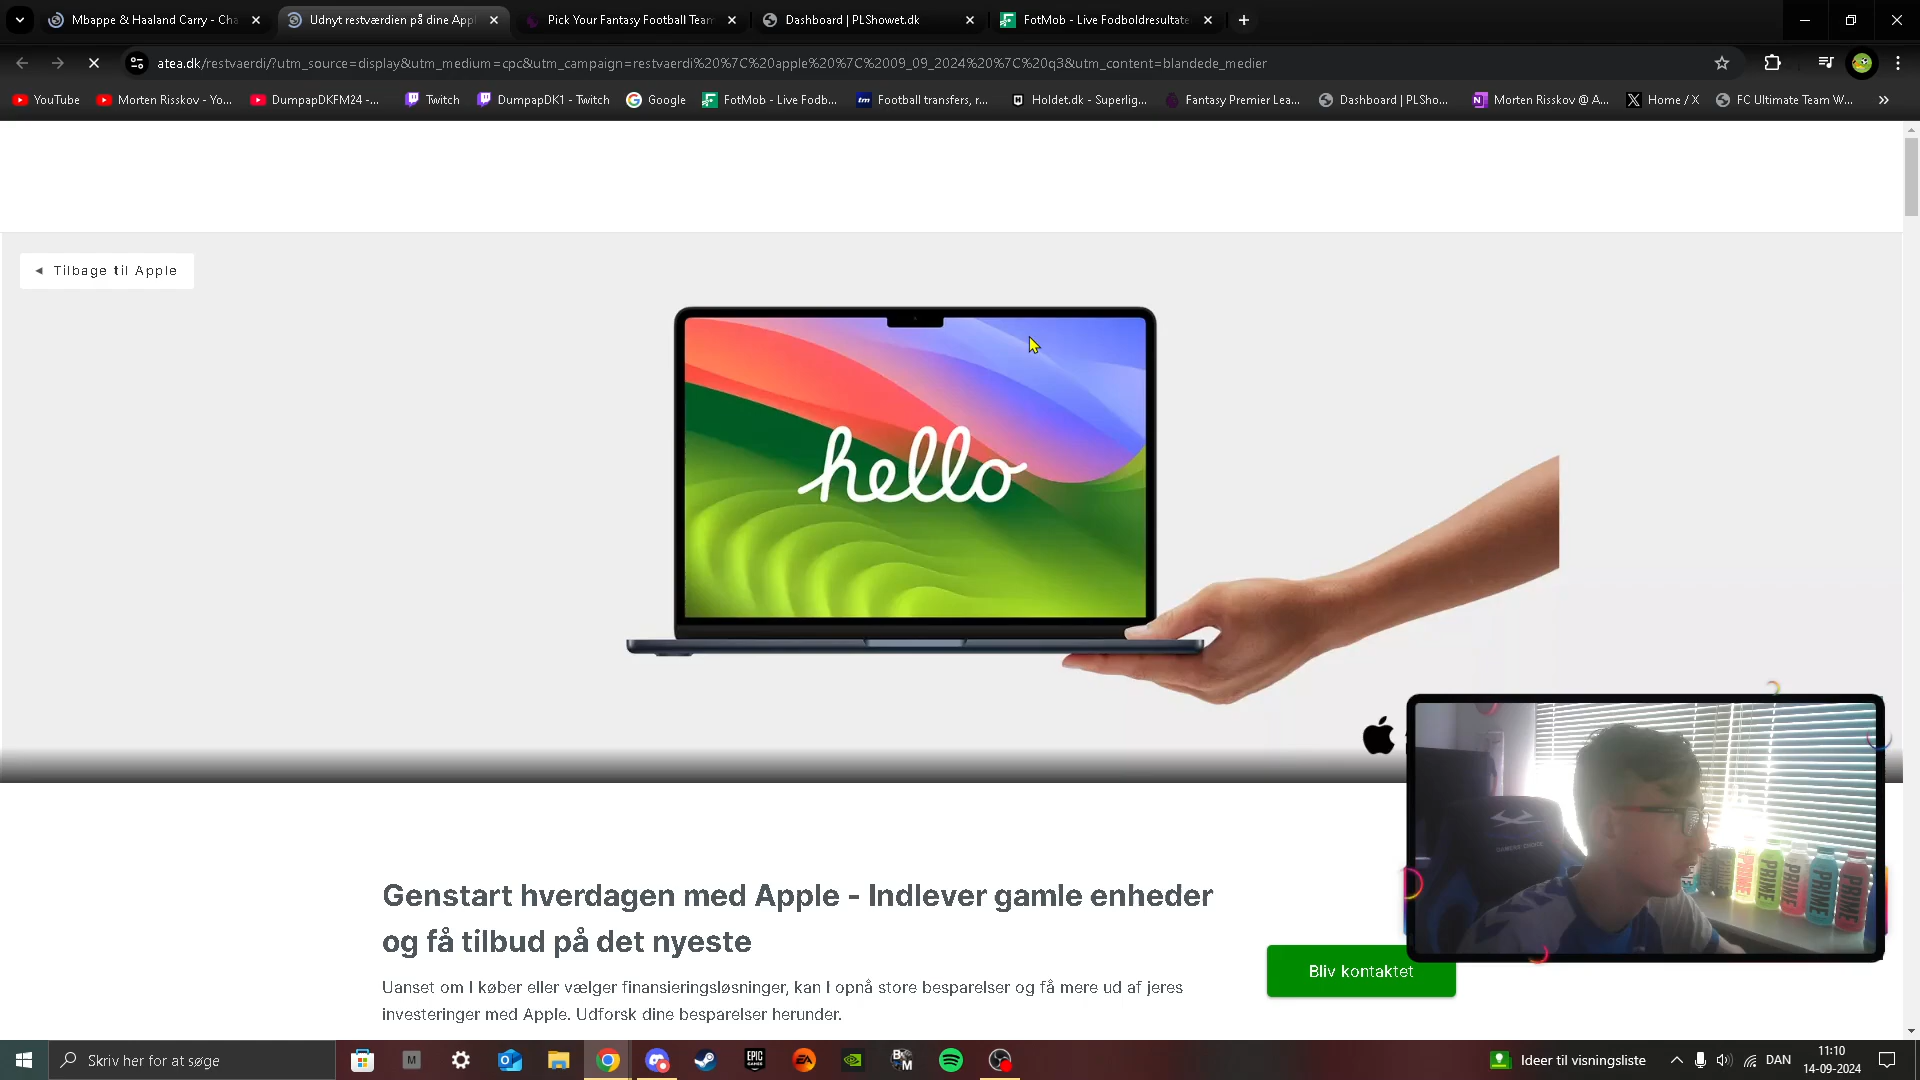 Mbappe & Haaland Carry - Cha
Udnyt restværdien på dine Appl
Pick Your Fantasy Football Team
Dashboard | PLShowet.dk
FotMob - Live Fodboldresultate
atea.dk/restvaerdi/?utm_source=display&utm_medium=cpc&utm_campaign=restvaerdi%20%7C%20apple%20%7C%2009_09_2024%20%7C%20q3&utm_content=blandede_medier
YouTube
Morten Risskov - Yo...
DumpapDKFM24 -...
Twitch
DumpapDK1 - Twitch
Google
FotMob - Live Fodb...
Football transfers, r...
Holdet.dk - Superlig...
Fantasy Premier Lea...
Dashboard | PLSho...
Morten Risskov @ A...
Home / X
FC Ultimate Team W...
Tilbage til Apple
hello
PRIME
PRIME
PRIME
PRIME
PRIME
Genstart hverdagen med Apple - Indlever gamle enheder
og få tilbud på det nyeste
Bliv kontaktet
Uanset om I køber eller vælger finansieringsløsninger, kan I opnå store besparelser og få mere ud af jeres
investeringer med Apple. Udforsk dine besparelser herunder.
Skriv her for at søge
Ideer til visningsliste
DAN
11:10
14-09-2024